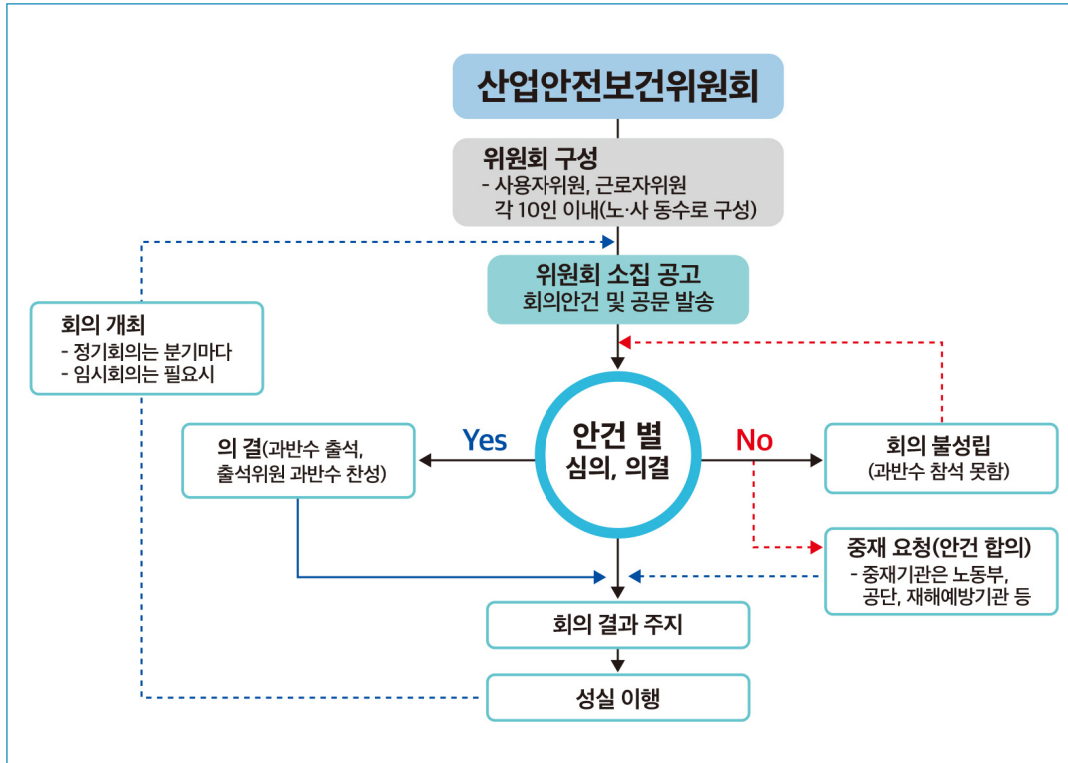 산업안전보건위원회
위원회 구성
- 사용자위원, 근로자위원
각 10인 이내(노·사 동수로 구성)
위원회 소집 공고
회의안건 및 공문 발송
회의 개최
- 정기회의는 분기마다
- 임시회의는 필요시
안건 별
심의, 의결
Yes
의 결(과반수 출석,
출석위원 과반수 찬성)
No
회의 불성립
(과반수 참석 못함)
중재 요청(안건 합의)
- 중재기관은 노동부,
공단, 재해예방기관 등
회의 결과 주지
성실 이행